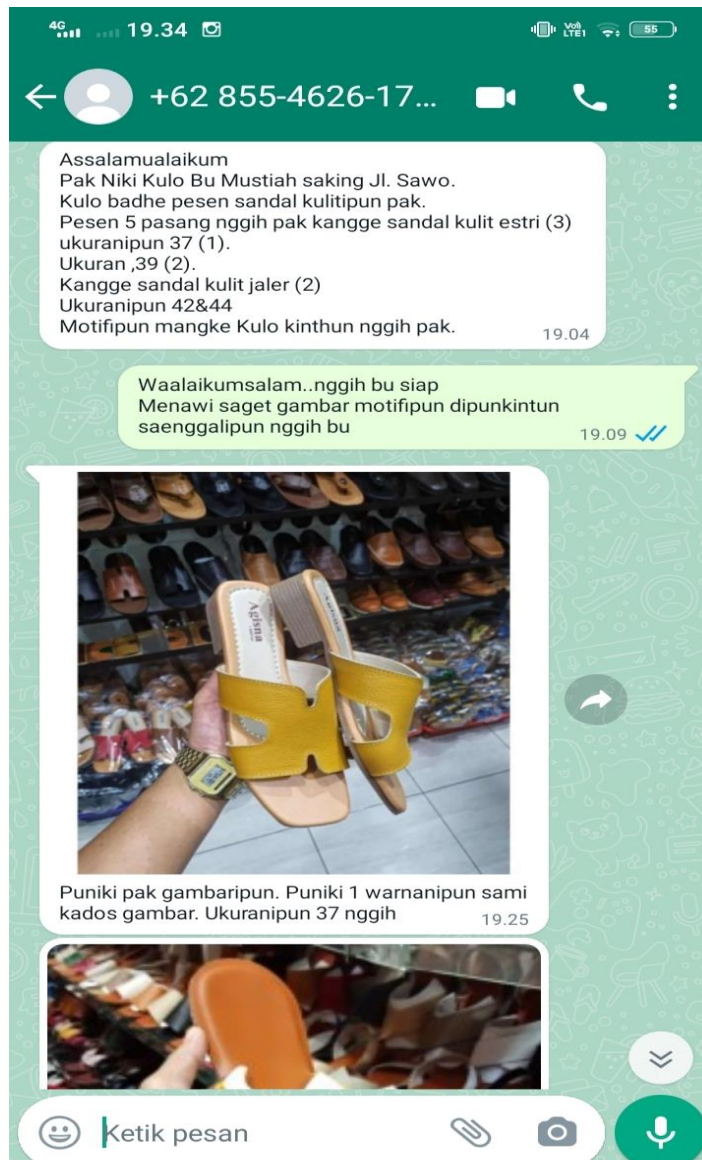 4G 19.34 Vo) LTE1 55
+62 855-4626-17...
Assalamualaikum
Pak Niki Kulo Bu Mustiah saking Jl. Sawo.
Kulo badhe pesen sandal kulitipun pak.
Pesen 5 pasang nggih pak kangge sandal kulit estri (3)
ukuranipun 37 (1).
Ukuran ,39 (2).
Kangge sandal kulit jaler (2)
Ukuranipun 42&44
Motifipun mangke Kulo kinthun nggih pak.
19.04
Waalaikumsalam..nggih bu siap
Menawi saget gambar motifipun dipunkintun
saenggalipun nggih bu
19.09
Agisna
Puniki pak gambaripun. Puniki 1 warnanipun sami
kados gambar. Ukuranipun 37 nggih
19.25
Ketik pesan